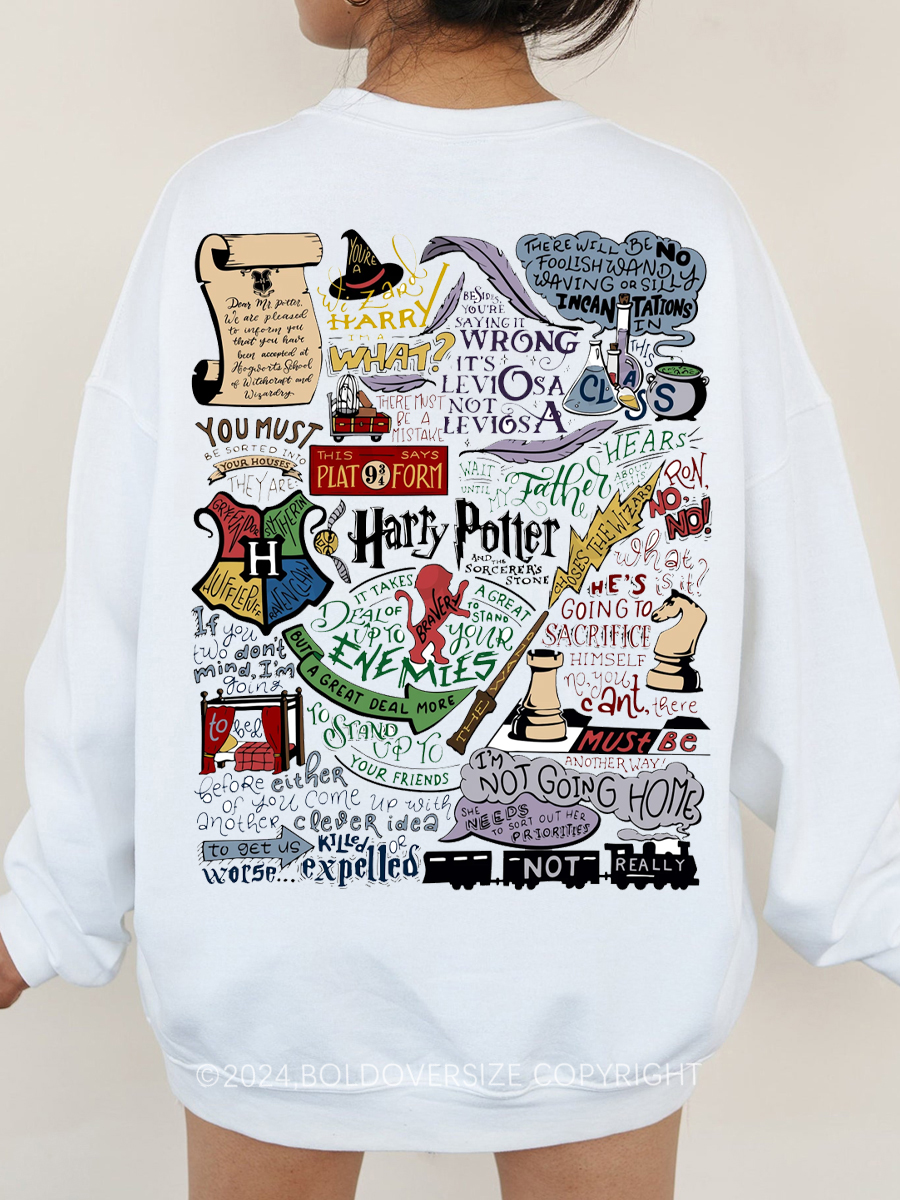 Dear Mr. Potter,
We are pleased
to inform you
that you have
been accepted at
Hogwarts School
of Witchcraft and
Wizardry.
YOU'RE
A
Wizard
HARRY
I'M A
WHAT?
BESIDES,
YOU'RE
SAYING IT
WRONG
IT'S
LEVIOSA
NOT
LEVIOSA
THERE WILL BE NO
FOOLISH WAND
WAVING OR SILLY
INCANTATIONS
IN
THIS
CLASS
THERE MUST
BE A
MISTAKE
YOU MUST
BE SORTED INTO
YOUR HOUSES.
THEY ARE:
THIS SAYS
PLAT 9 3/4 FORM
WAIT
UNTIL
MY
Father
HEARS
ABOUT
THIS
RON,
NO,
NO!
GRYFFINDOR
SLYTHERIN
H
HUFFLEPUFF
RAVENCLAW
Harry Potter
AND THE
SORCERER'S
STONE
THE WAND
CHOOSES THE WIZARD
what
is it?
HE'S
GOING TO
SACRIFICE
HIMSELF
no, you
can't, there
MUST BE
ANOTHER WAY!
IT TAKES
A GREAT
DEAL OF
BRAVERY
TO
STAND
UP TO
YOUR
ENEMIES
BUT A GREAT DEAL MORE
TO
STAND
UP TO
YOUR FRIENDS
If you
two don't
mind, I'm
going
to bed
before either
of you come up with
another clever idea
to get us
killed
OR
worse... expelled
I'M
NOT GOING HOME
SHE
NEEDS
TO SORT OUT HER
PRIORITIES
NOT REALLY
©2024,BOLDOVERSIZE COPYRIGHT